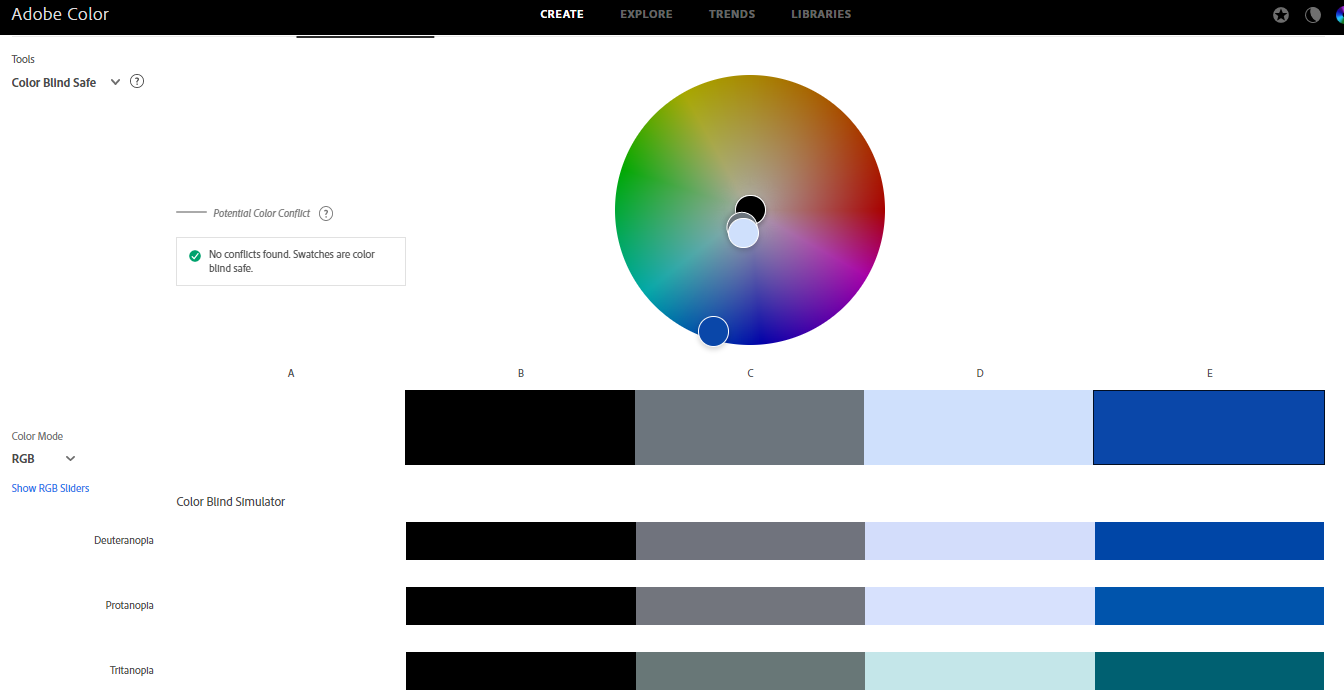 Adobe Color
CREATE EXPLORE TRENDS LIBRARIES
Tools
Color Blind Safe ?
Potential Color Conflict ?
No conflicts found. Swatches are color
blind safe.
A B C D E
Color Mode
RGB
Show RGB Sliders
Color Blind Simulator
Deuteranopia
Protanopia
Tritanopia